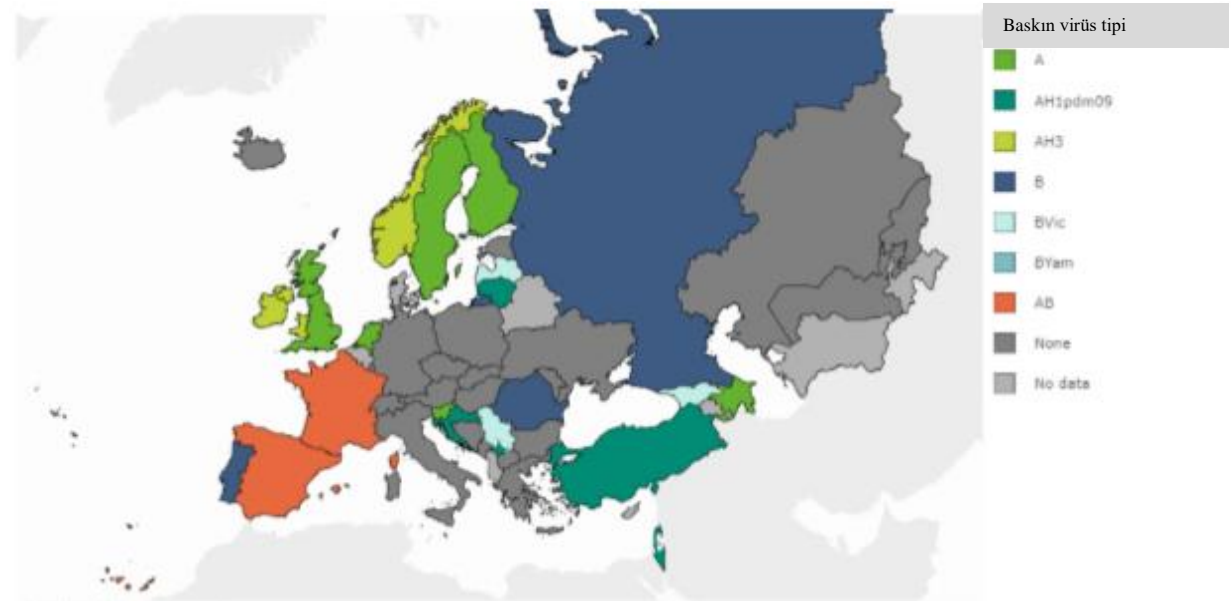 Baskın virüs tipi
A
AH1pdm09
AH3
B
BVic
BYam
AB
None
No data